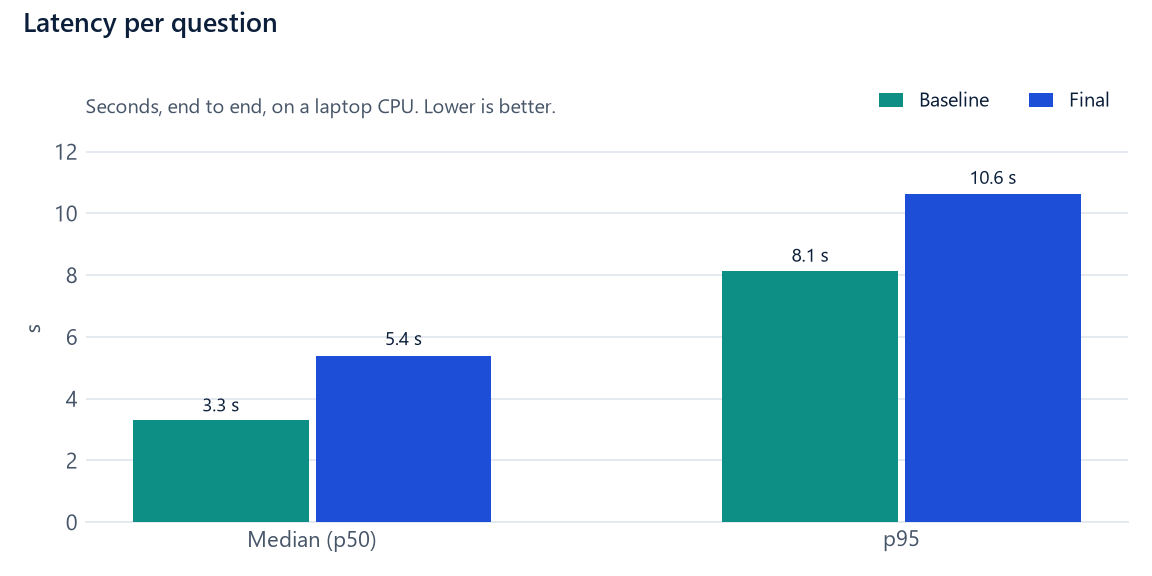 Latency per question
Seconds, end to end, on a laptop CPU. Lower is better.
Baseline
Final
12
10
8
6
4
2
0
s
3.3 s
5.4 s
8.1 s
10.6 s
Median (p50)
p95